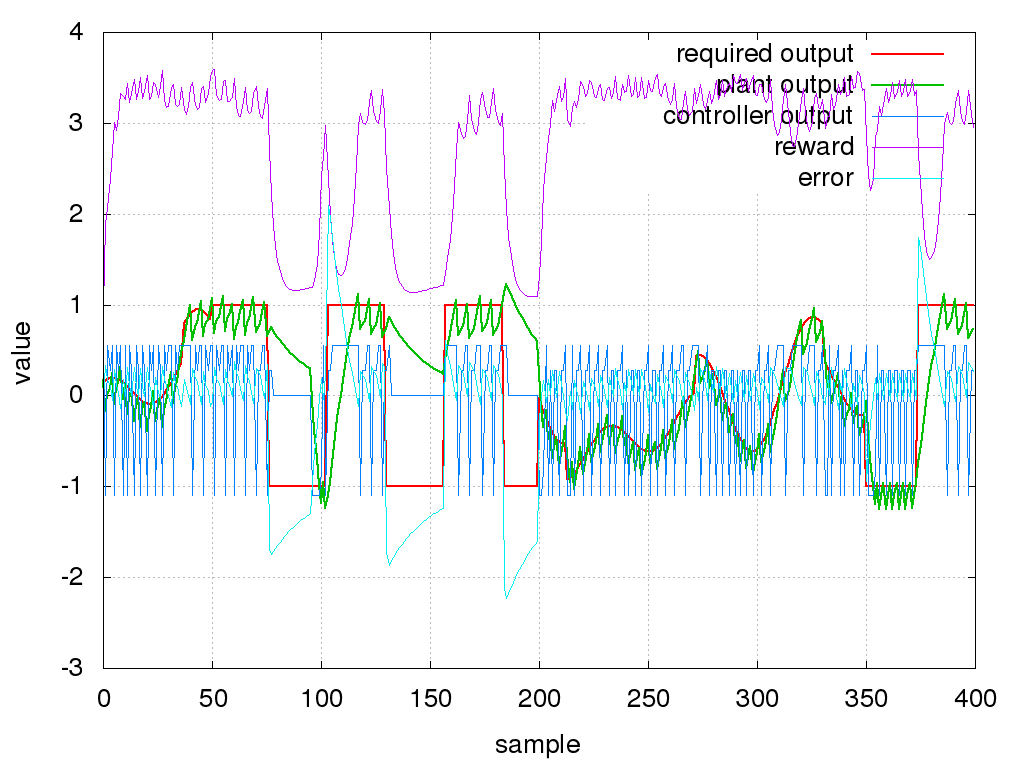 4
3
2
1
0
-1
-2
-3
value
required output
plant output
controller output
reward
error
0 50 100 150 200 250 300 350 400
sample